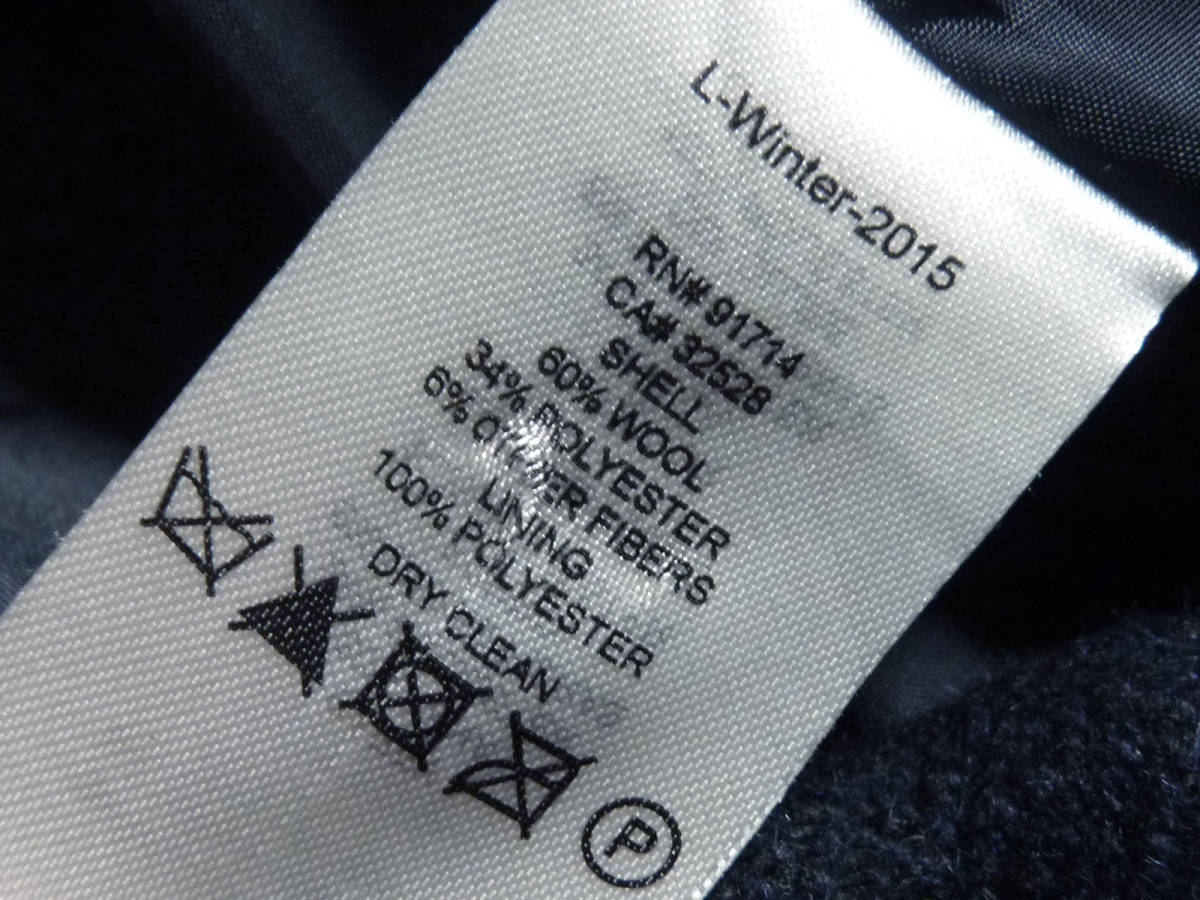 L-Winter-2015
RN# 91714
CA# 32528
SHELL
60% WOOL
34% POLYESTER
6% OTHER FIBERS
LINING
100% POLYESTER
DRY CLEAN
P